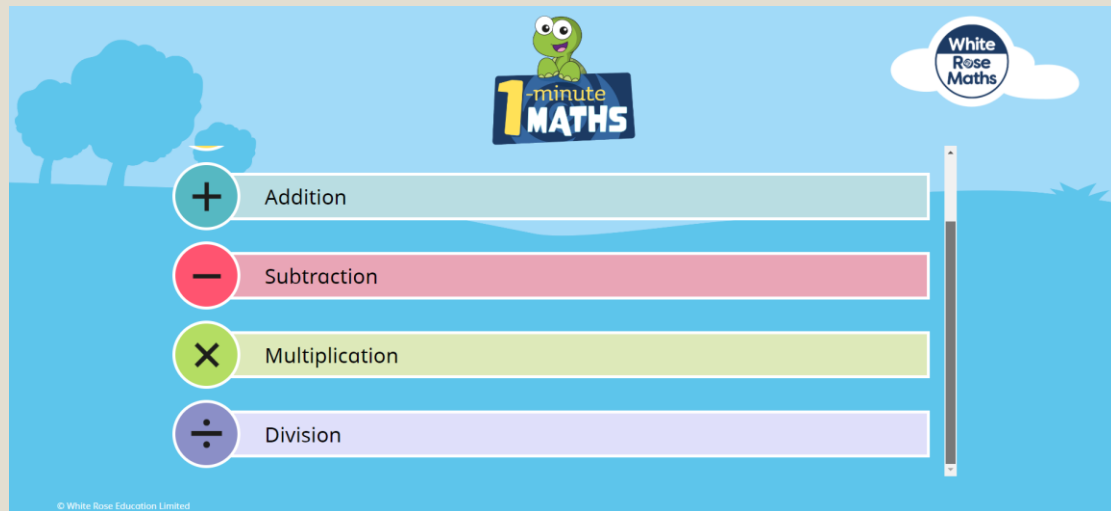 White
Rose
Maths
1-minute
MATHS
+ Addition
− Subtraction
× Multiplication
÷ Division
© White Rose Education Limited